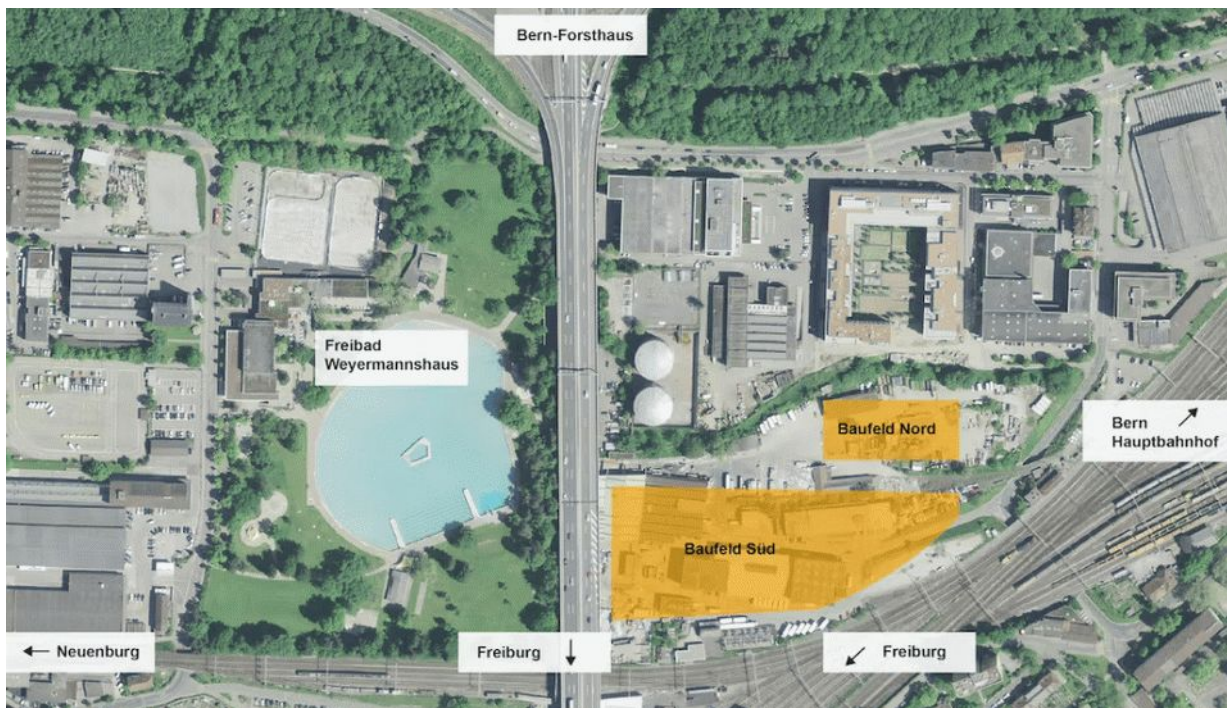 Bern-Forsthaus
Freibad
Weyermannshaus
Baufeld Nord
Bern
Hauptbahnhof
Baufeld Süd
Neuenburg
Freiburg
Freiburg